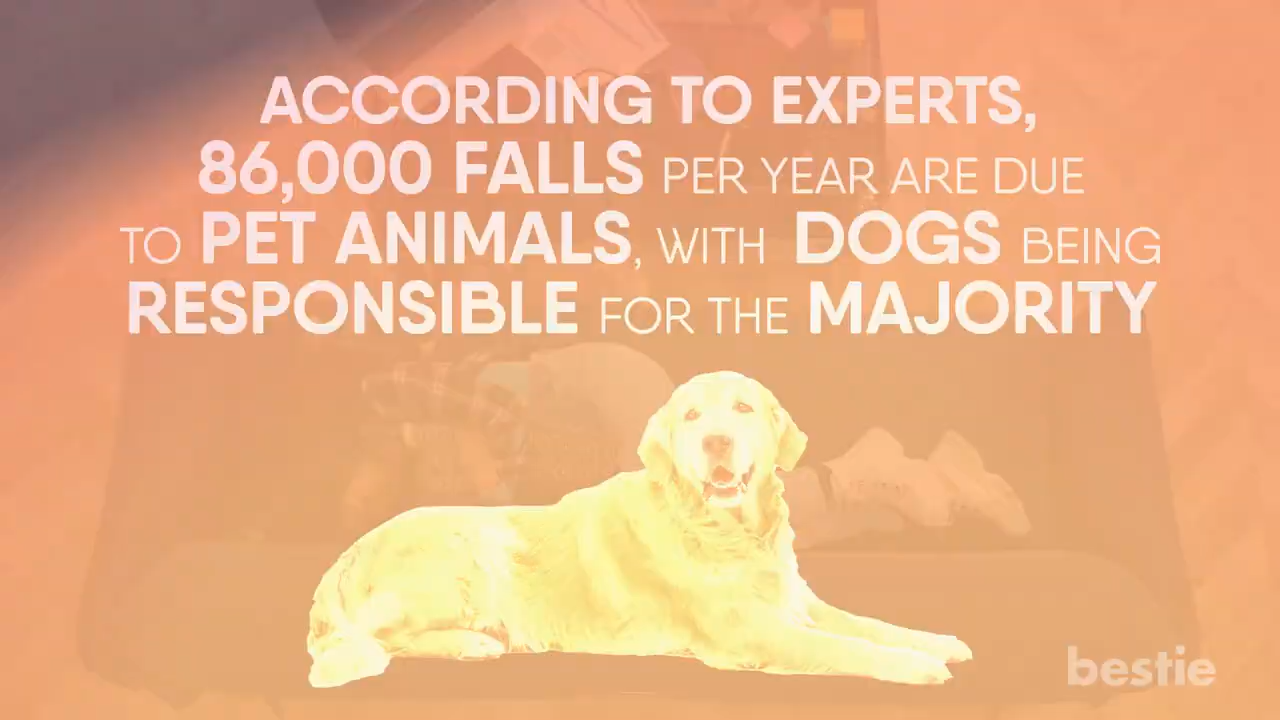 ACCORDING TO EXPERTS,
86,000 FALLS PER YEAR ARE DUE
TO PET ANIMALS, WITH DOGS BEING
RESPONSIBLE FOR THE MAJORITY
bestie